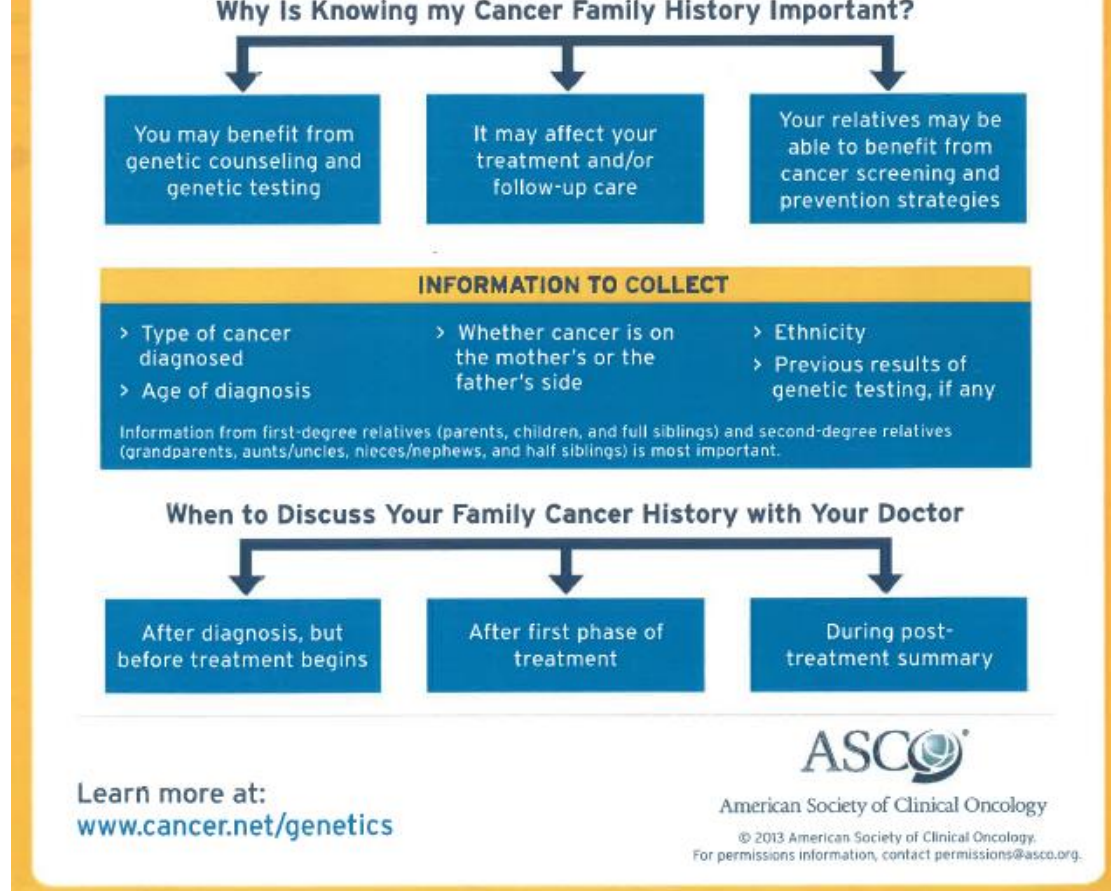 Why Is Knowing my Cancer Family History Important?
You may benefit from
genetic counseling and
genetic testing
It may affect your
treatment and/or
follow-up care
Your relatives may be
able to benefit from
cancer screening and
prevention strategies
INFORMATION TO COLLECT
> Type of cancer
diagnosed
> Age of diagnosis
> Whether cancer is on
the mother's or the
father's side
> Ethnicity
> Previous results of
genetic testing, if any
Information from first-degree relatives (parents, children, and full siblings) and second-degree relatives
(grandparents, aunts/uncles, nieces/nephews, and half siblings) is most important.
When to Discuss Your Family Cancer History with Your Doctor
After diagnosis, but
before treatment begins
After first phase of
treatment
During post-
treatment summary
Learn more at:
www.cancer.net/genetics
ASCO®
American Society of Clinical Oncology
© 2013 American Society of Clinical Oncology.
For permissions information, contact permissions@asco.org.